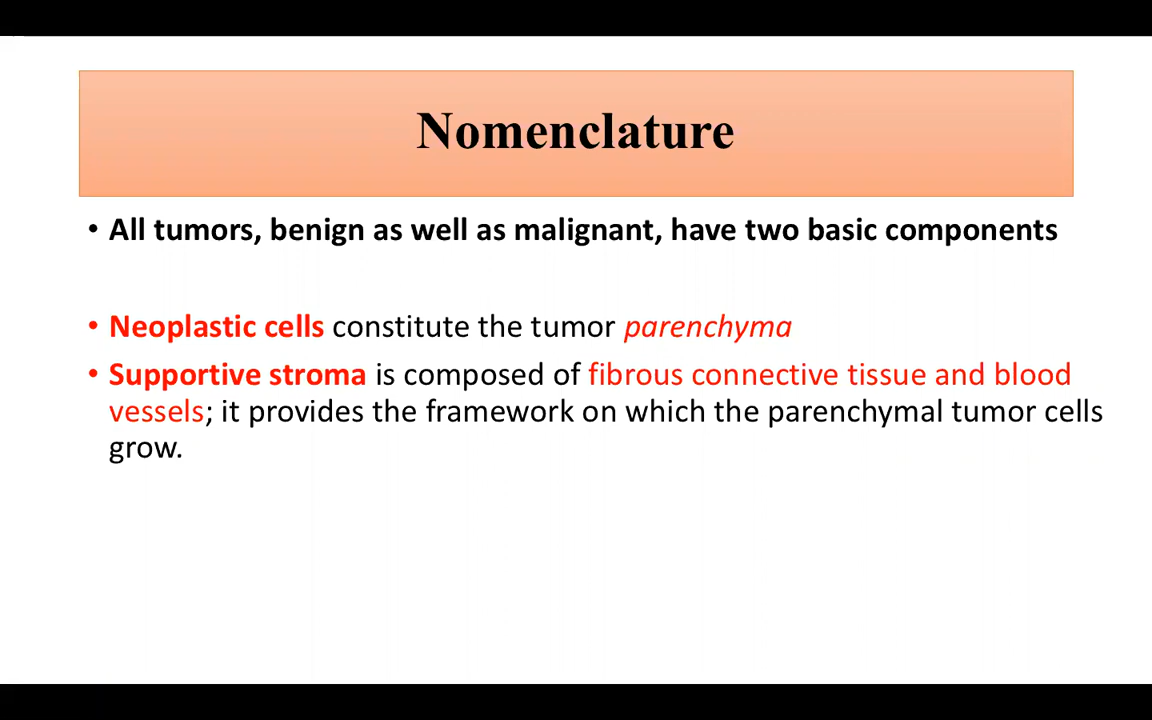 Nomenclature
• All tumors, benign as well as malignant, have two basic components
• Neoplastic cells constitute the tumor parenchyma
• Supportive stroma is composed of fibrous connective tissue and blood
vessels; it provides the framework on which the parenchymal tumor cells
grow.